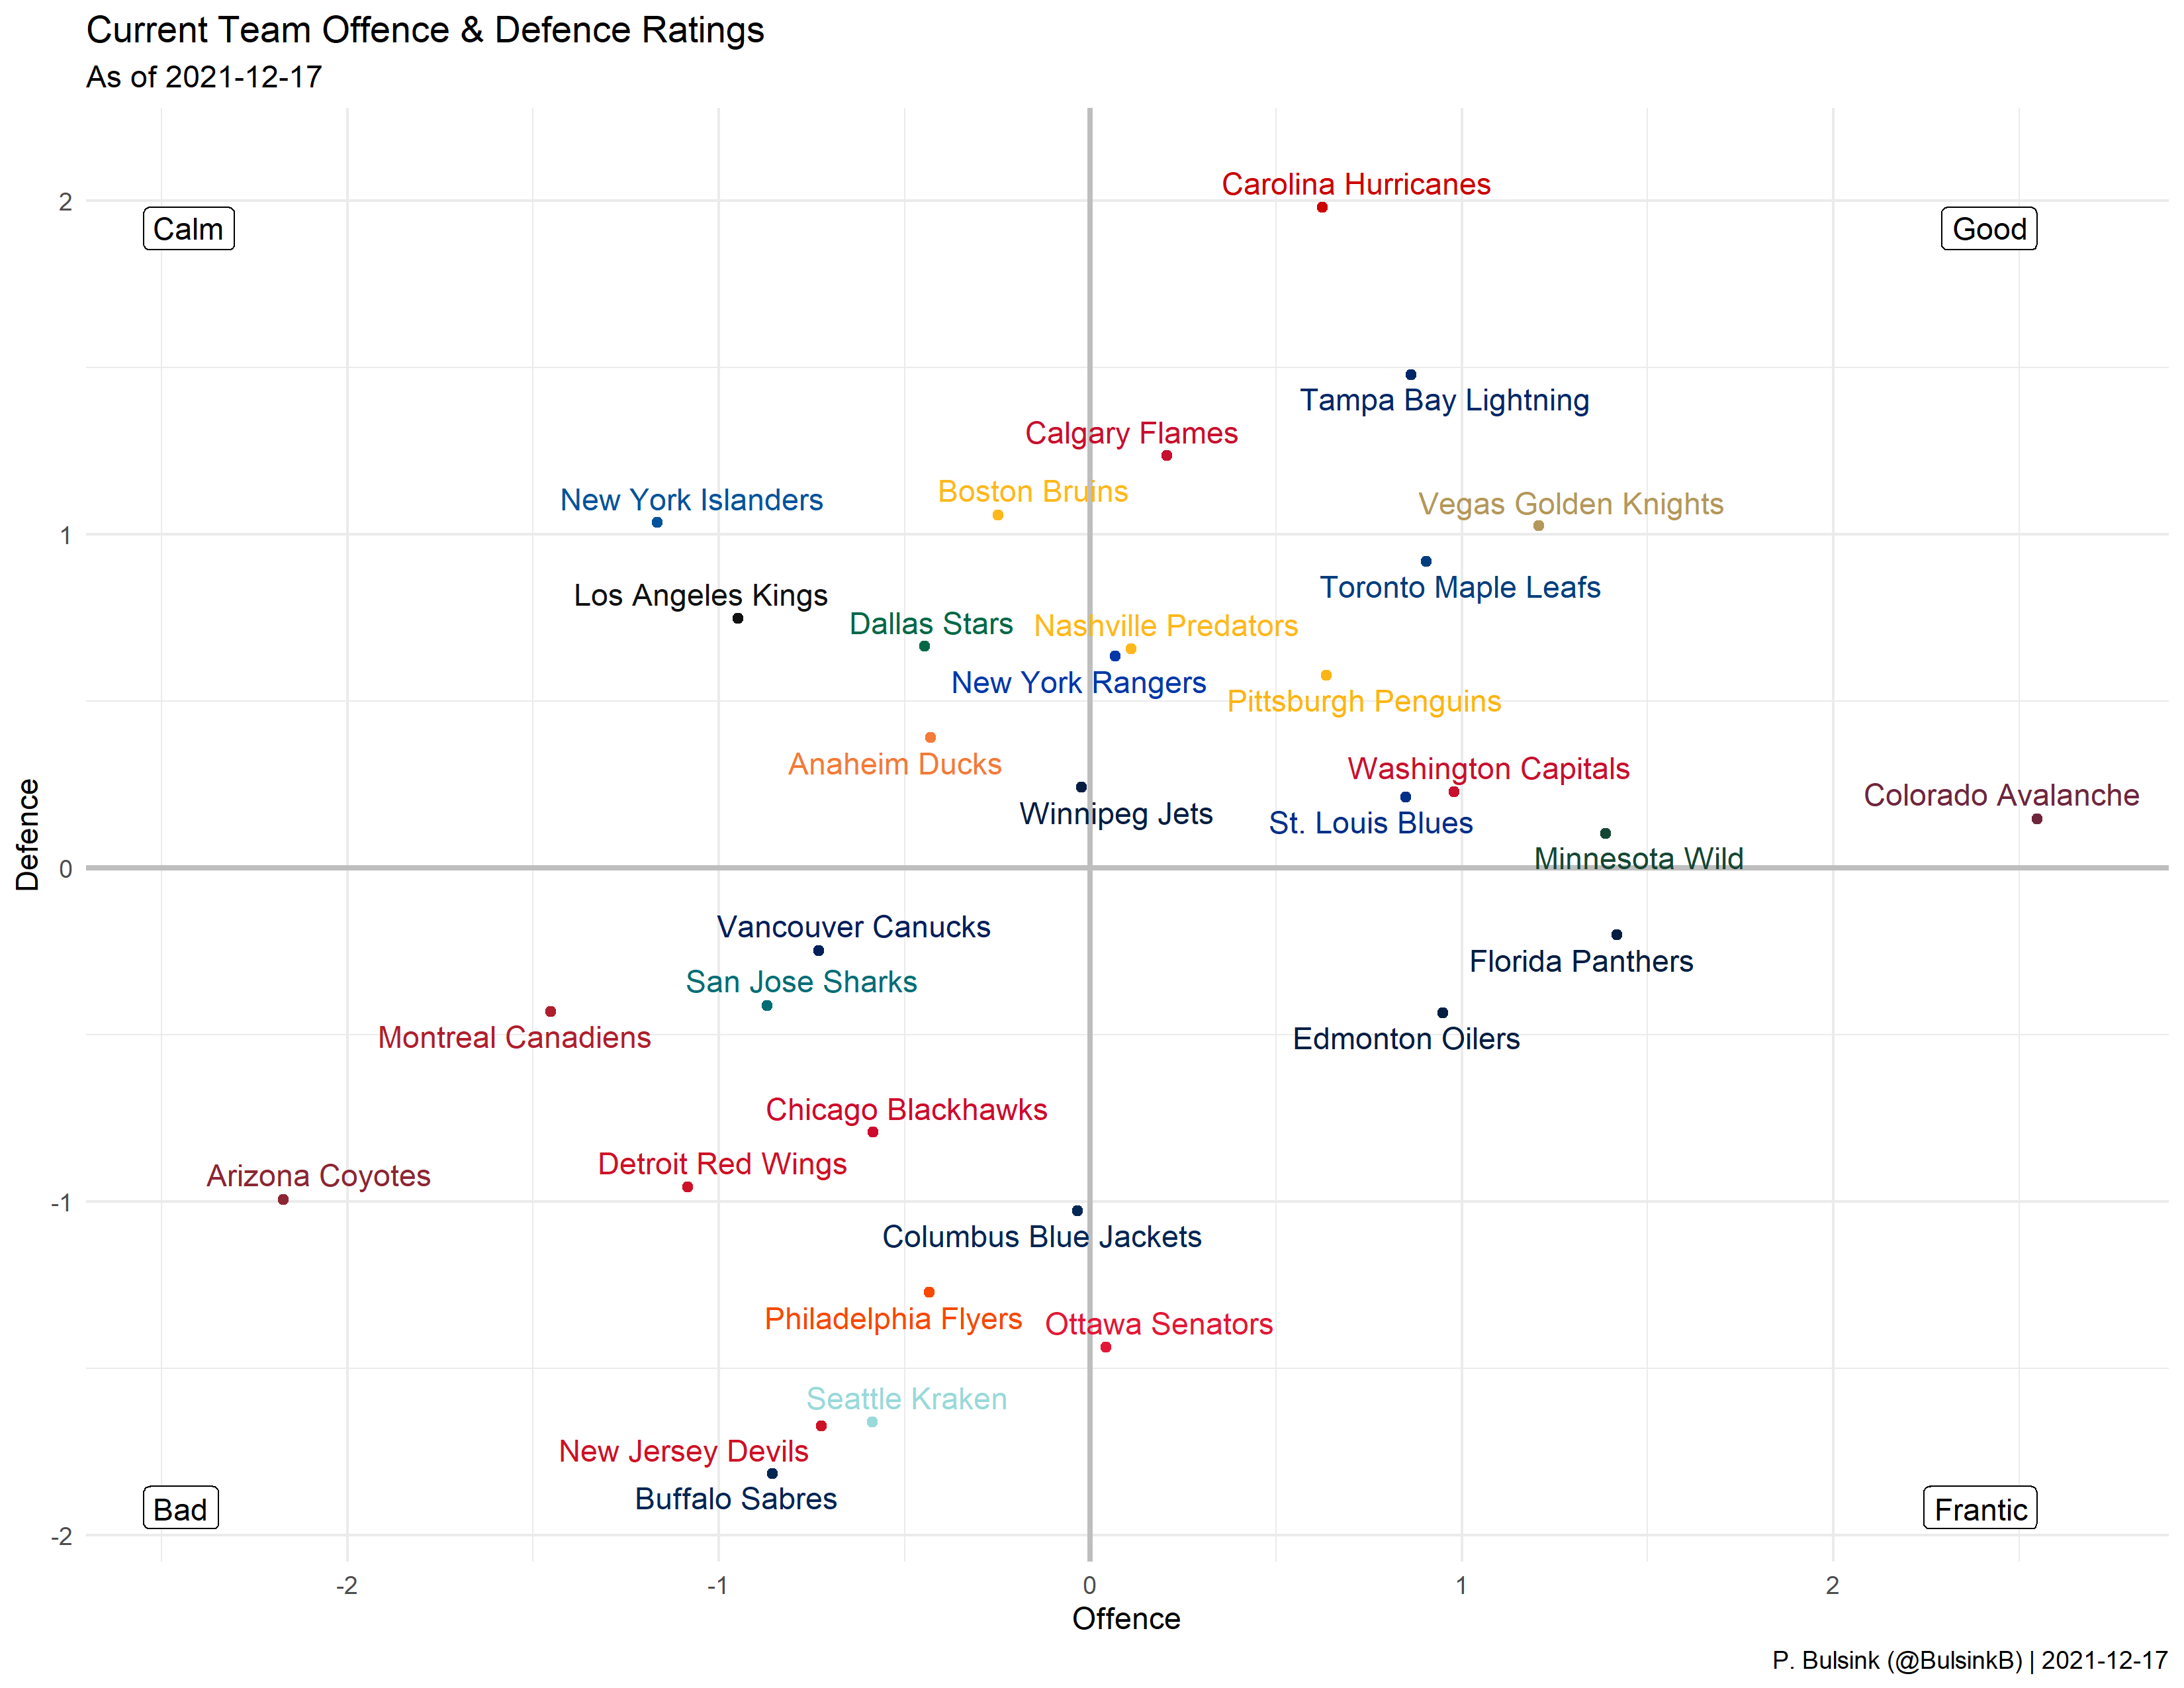 Current Team Offence & Defence Ratings
As of 2021-12-17
Carolina Hurricanes
2
Calm
Good
Tampa Bay Lightning
Calgary Flames
Boston Bruins
New York Islanders
Vegas Golden Knights
1
Toronto Maple Leafs
Los Angeles Kings
Dallas Stars
Nashville Predators
New York Rangers
Pittsburgh Penguins
Anaheim Ducks
Washington Capitals
Colorado Avalanche
Winnipeg Jets
St. Louis Blues
Minnesota Wild
Defence
0
Vancouver Canucks
Florida Panthers
San Jose Sharks
Montreal Canadiens
Edmonton Oilers
Chicago Blackhawks
Detroit Red Wings
Arizona Coyotes
-1
Columbus Blue Jackets
Philadelphia Flyers
Ottawa Senators
Seattle Kraken
New Jersey Devils
Buffalo Sabres
Bad
Frantic
-2
-2
-1
0
1
2
Offence
P. Bulsink (@BulsinkB) | 2021-12-17